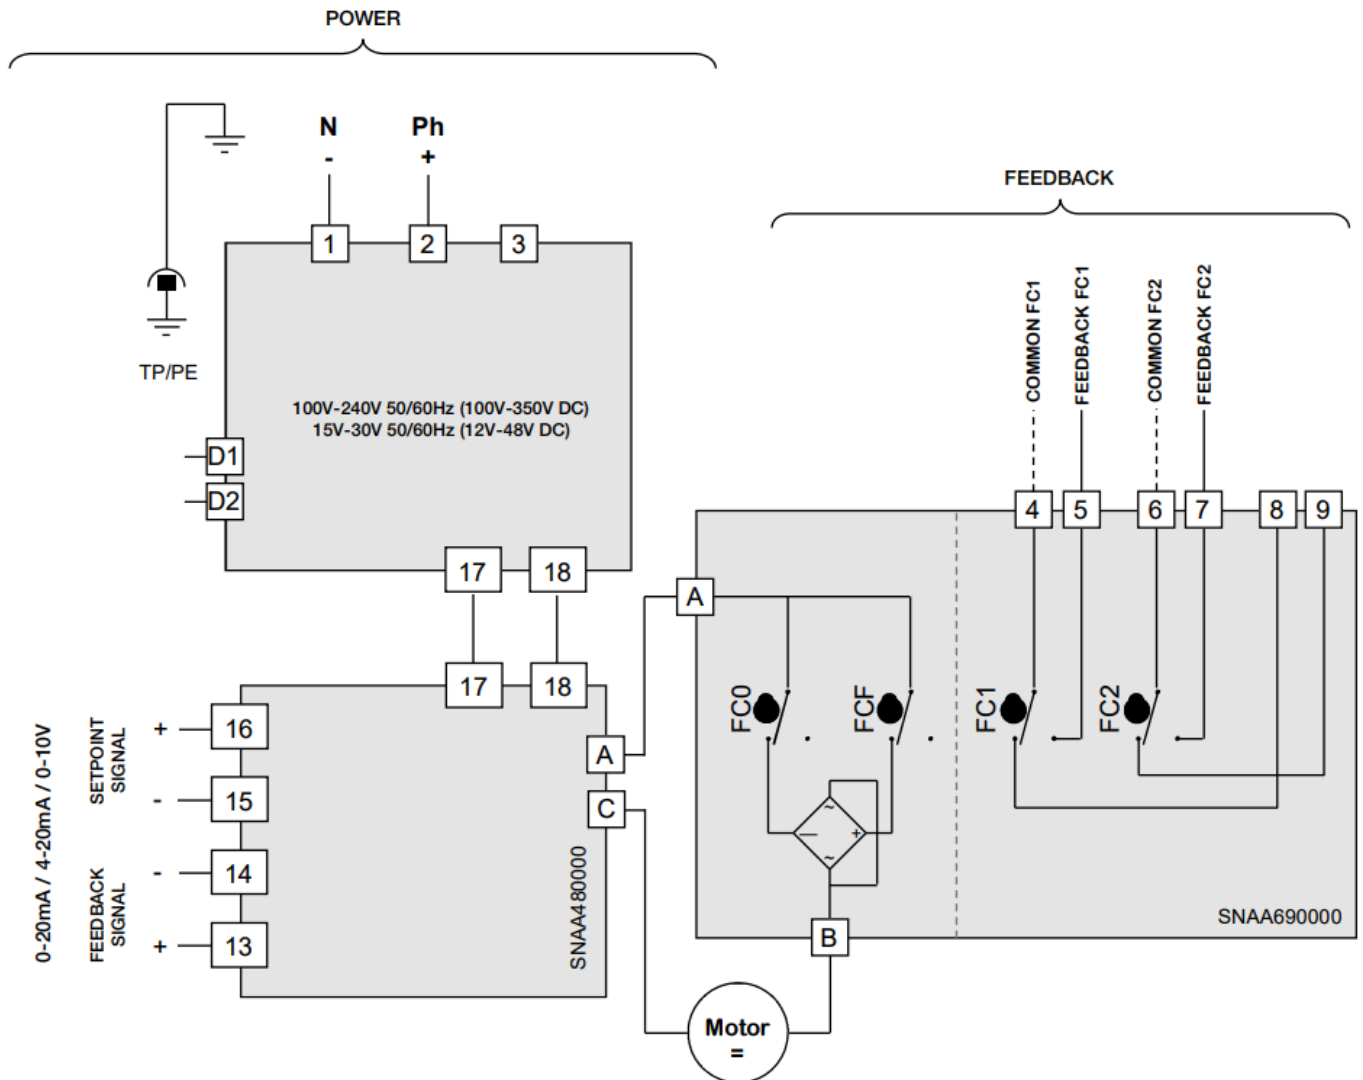 POWER
N
-
Ph
+
FEEDBACK
1
2
3
COMMON FC1
FEEDBACK FC1
COMMON FC2
FEEDBACK FC2
TP/PE
100V-240V 50/60Hz (100V-350V DC)
15V-30V 50/60Hz (12V-48V DC)
D1
D2
4
5
6
7
8
9
17
18
A
17
18
0-20mA / 4-20mA / 0-10V
SETPOINT
SIGNAL
+
16
-
15
FEEDBACK
SIGNAL
-
14
+
13
A
C
SNAA480000
FC0
FCF
FC1
FC2
~
—
+
~
SNAA690000
B
Motor
=